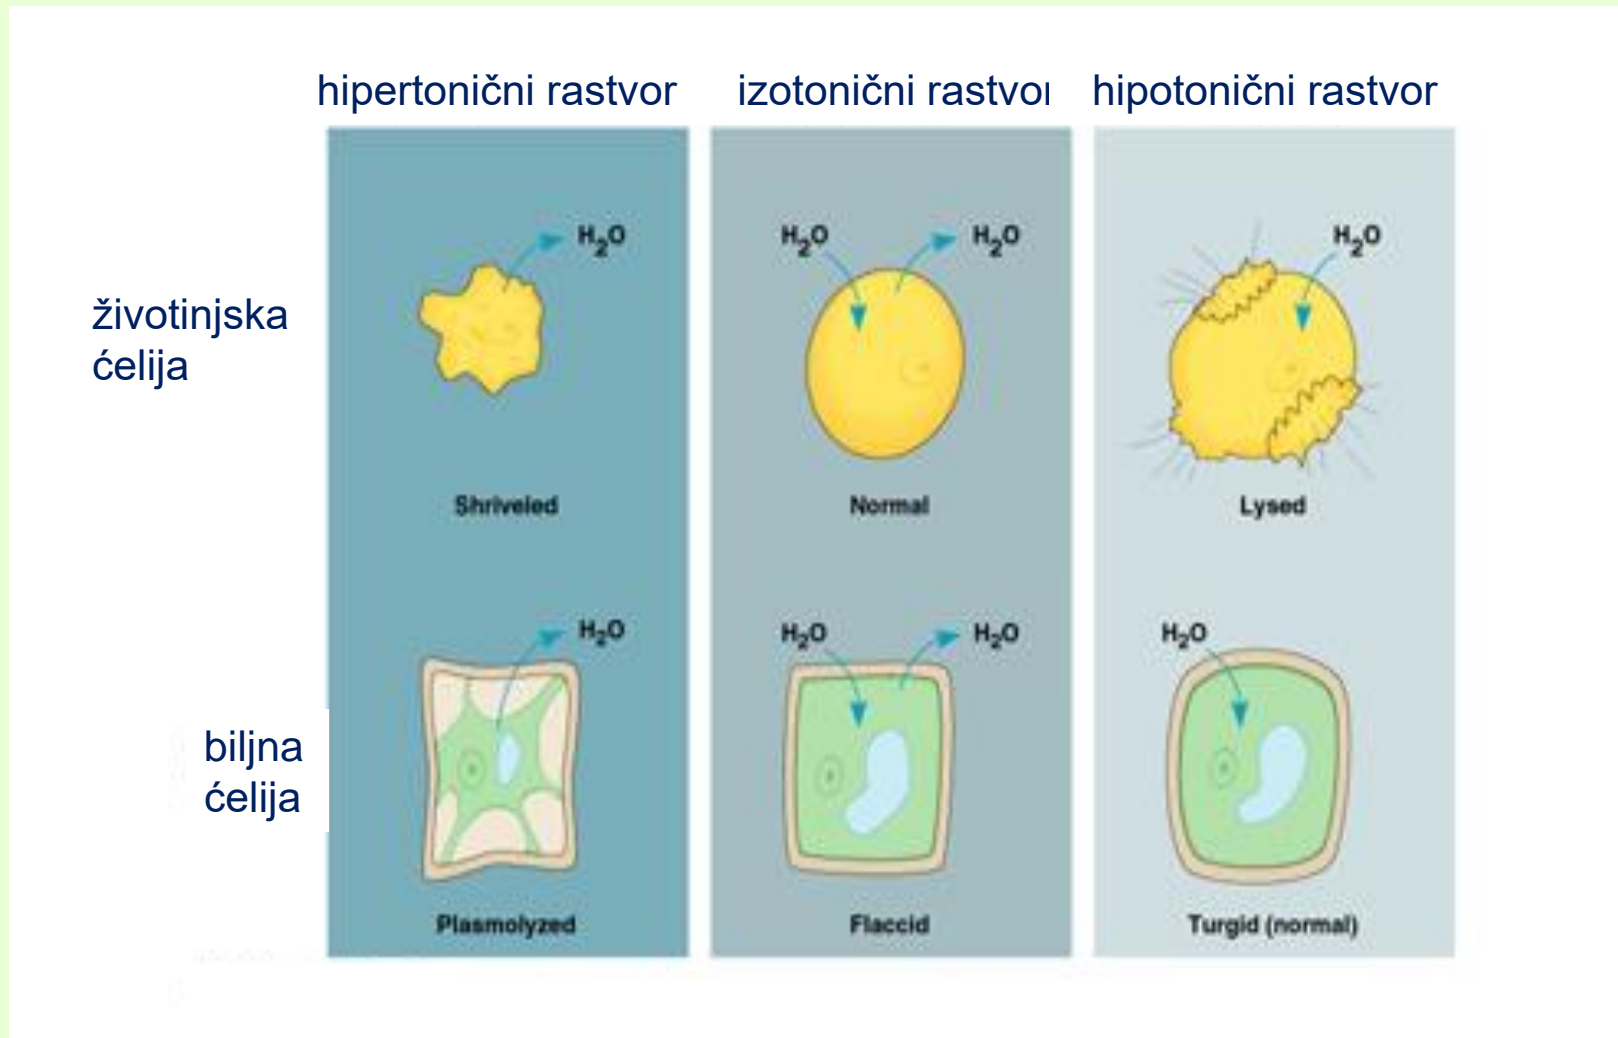 hipertonični rastvor
izotonični rastvor
hipotonični rastvor
životinjska
ćelija
H₂O
H₂O
H₂O
H₂O
Shriveled
Normal
Lysed
biljna
ćelija
H₂O
H₂O
H₂O
H₂O
Plasmolyzed
Flaccid
Turgid (normal)